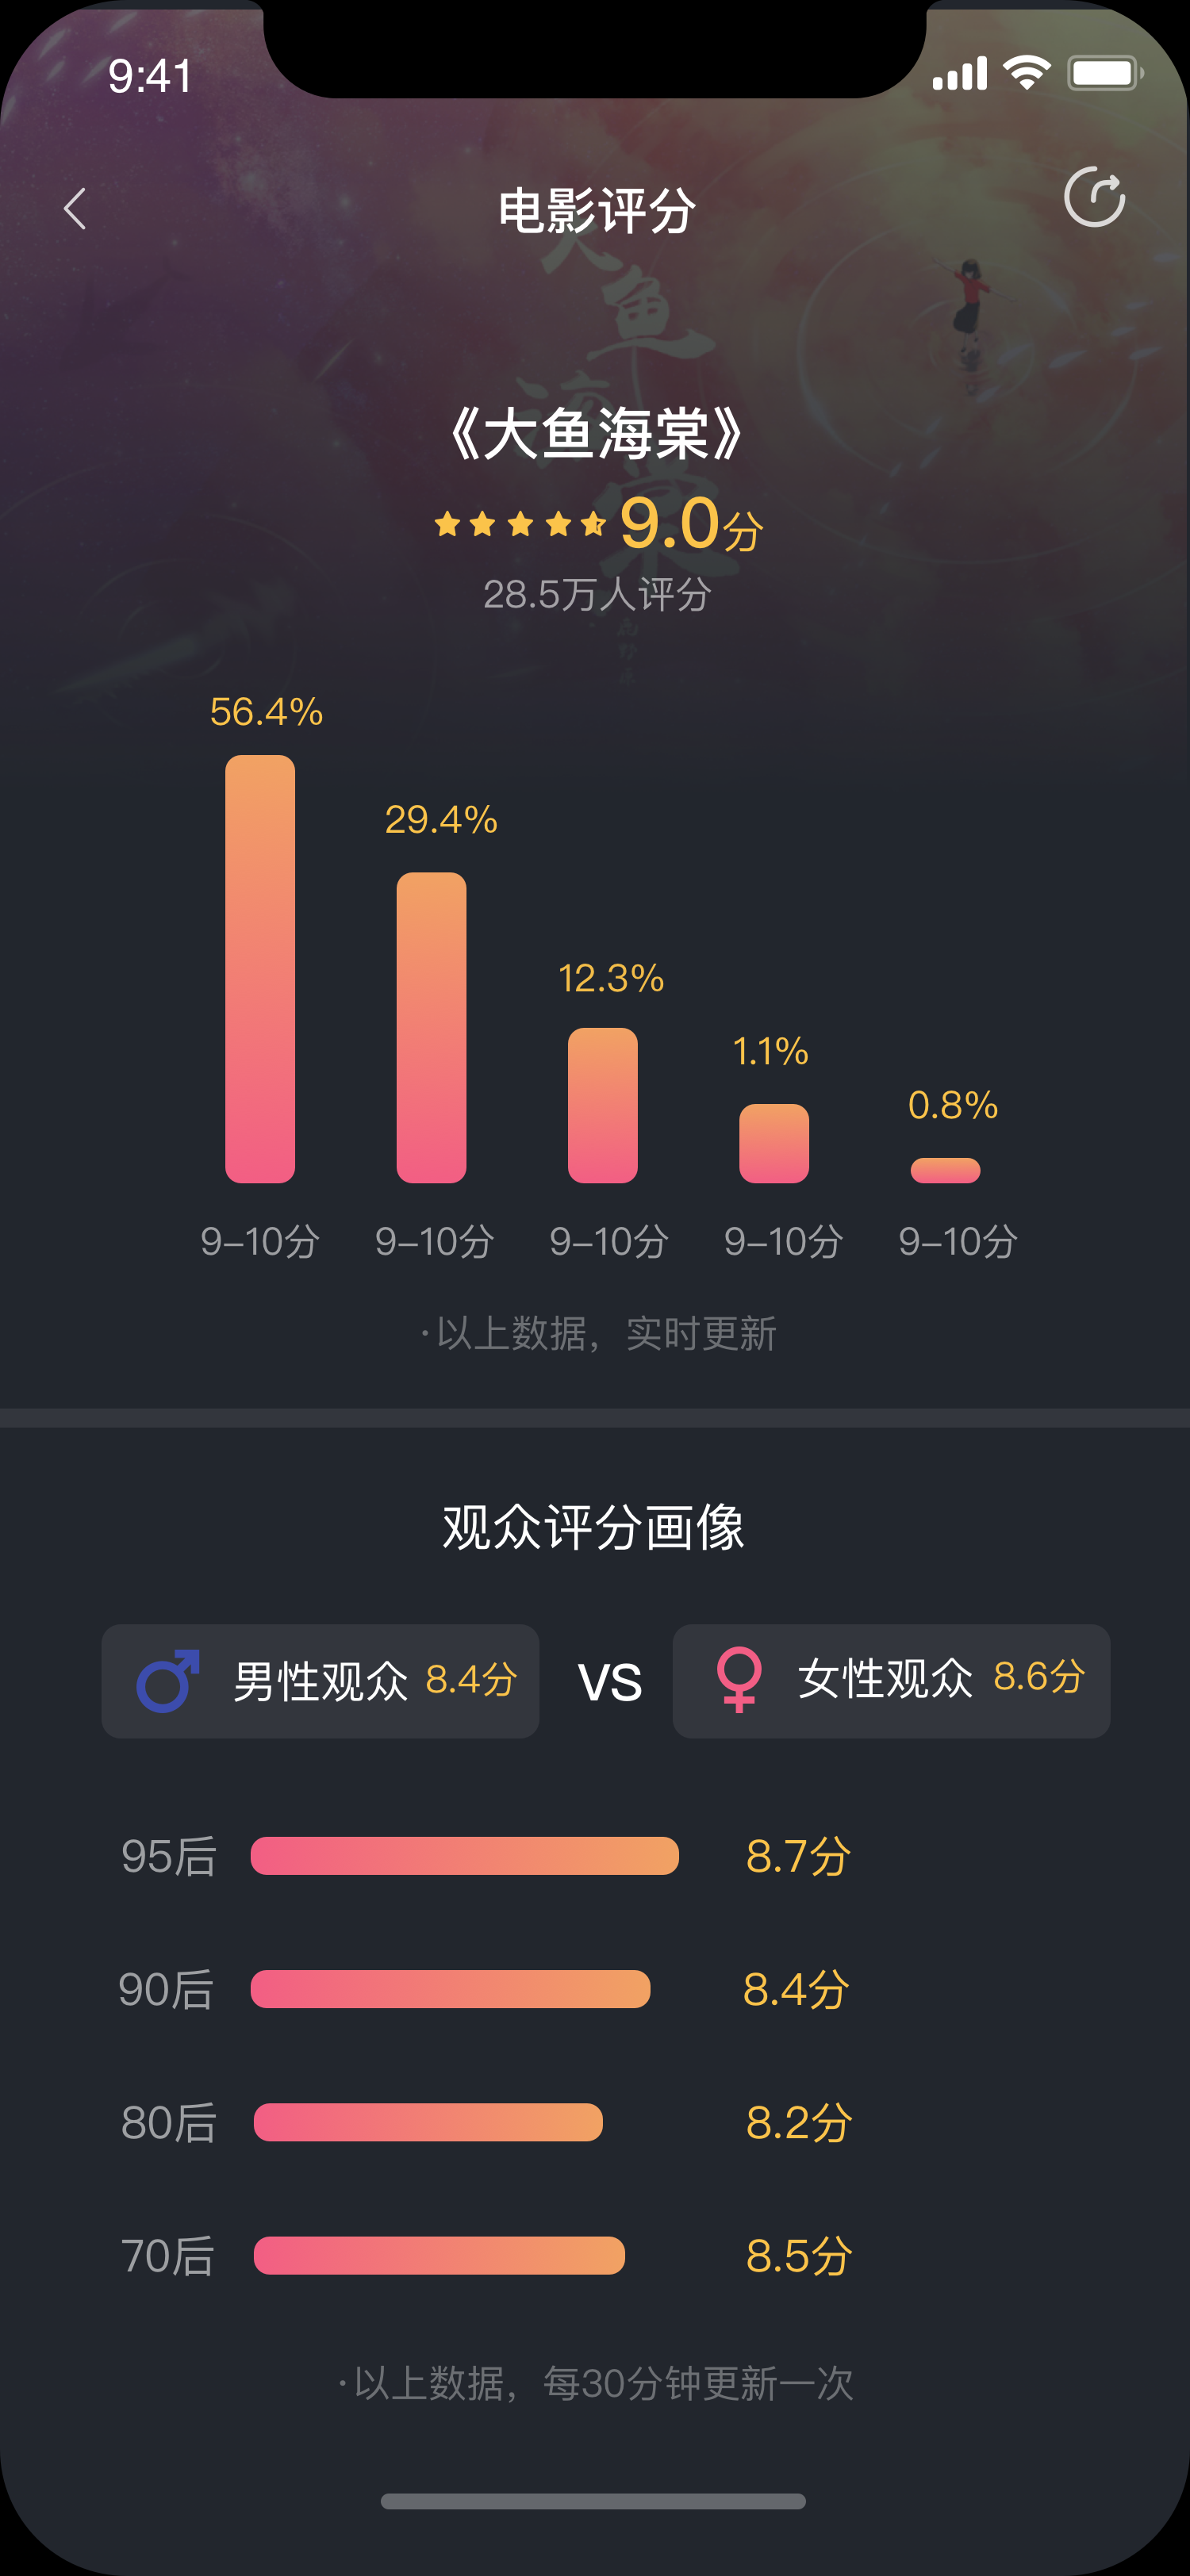 9:41
电影评分
大鱼海棠
《大鱼海棠》
9.0分
28.5万人评分
56.4%
29.4%
12.3%
1.1%
0.8%
9-10分 9-10分 9-10分 9-10分 9-10分
·以上数据，实时更新
观众评分画像
男性观众 8.4分 VS 女性观众 8.6分
95后 8.7分
90后 8.4分
80后 8.2分
70后 8.5分
·以上数据，每30分钟更新一次